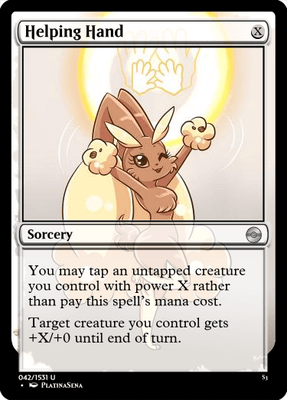 Helping Hand X
Sorcery
You may tap an untapped creature
you control with power X rather
than pay this spell's mana cost.
Target creature you control gets
+X/+0 until end of turn.
042/1531 U
PlatinaSena